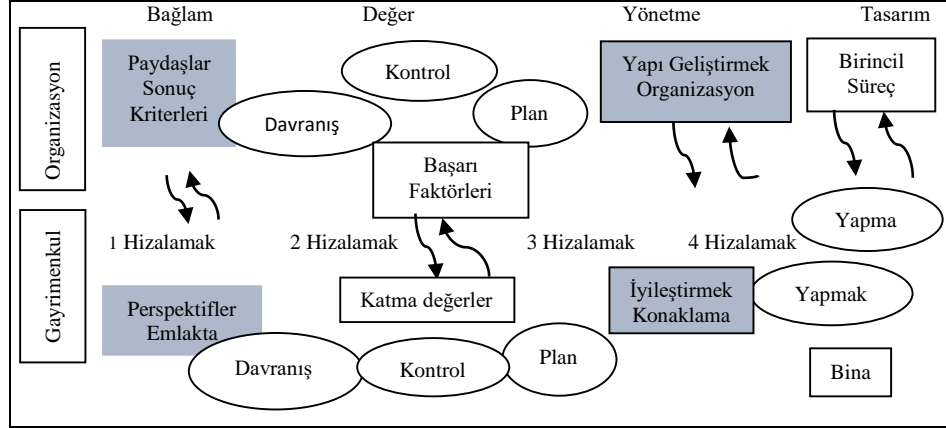 Bağlam
Değer
Yönetme
Tasarım
Organizasyon
Paydaşlar
Sonuç
Kriterleri
Davranış
Kontrol
Plan
Yapı Geliştirmek
Organizasyon
Birincil
Süreç
Başarı
Faktörleri
Yapma
1 Hizalamak
2 Hizalamak
3 Hizalamak
4 Hizalamak
Gayrimenkul
Perspektifler
Emlakta
Katma değerler
İyileştirmek
Konaklama
Yapmak
Davranış
Kontrol
Plan
Bina